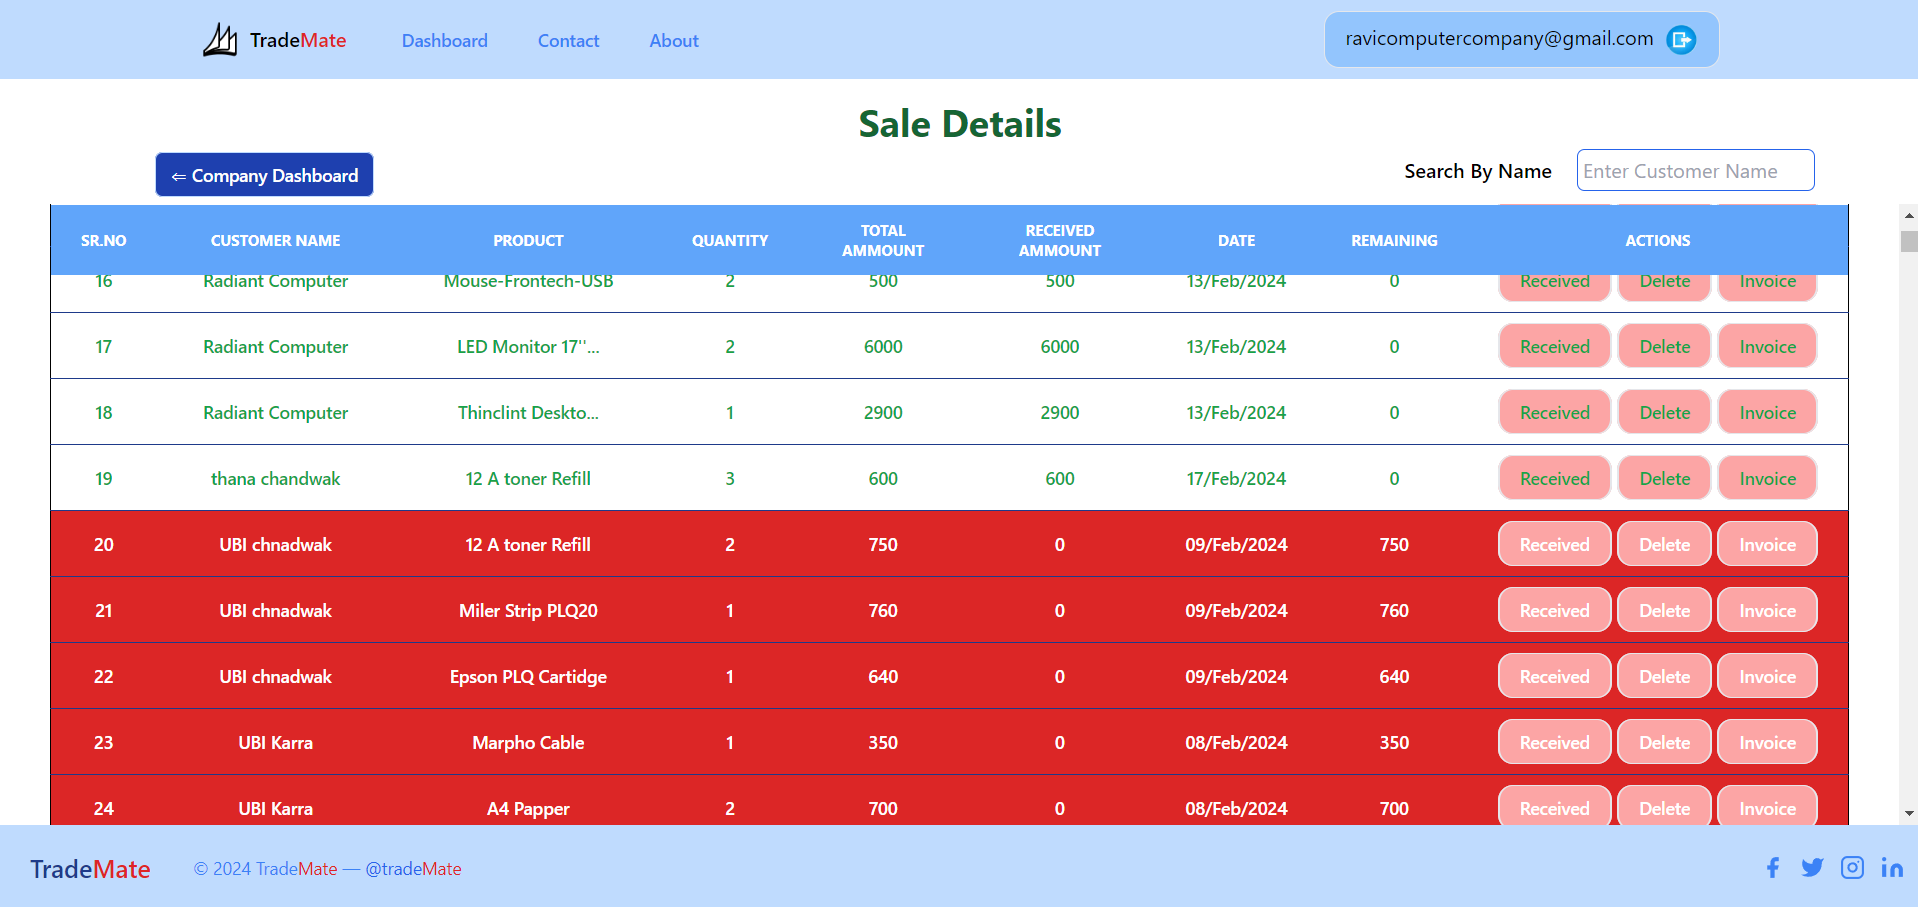 TradeMate Dashboard Contact About ravicomputercompany@gmail.com
Sale Details
⇐ Company Dashboard Search By Name Enter Customer Name
SR.NO CUSTOMER NAME PRODUCT QUANTITY TOTAL AMMOUNT RECEIVED AMMOUNT DATE REMAINING ACTIONS
16 Radiant Computer Mouse-Frontech-USB 2 500 500 13/Feb/2024 0 Received Delete Invoice
17 Radiant Computer LED Monitor 17''... 2 6000 6000 13/Feb/2024 0 Received Delete Invoice
18 Radiant Computer Thinclint Deskto... 1 2900 2900 13/Feb/2024 0 Received Delete Invoice
19 thana chandwak 12 A toner Refill 3 600 600 17/Feb/2024 0 Received Delete Invoice
20 UBI chnadwak 12 A toner Refill 2 750 0 09/Feb/2024 750 Received Delete Invoice
21 UBI chnadwak Miler Strip PLQ20 1 760 0 09/Feb/2024 760 Received Delete Invoice
22 UBI chnadwak Epson PLQ Cartidge 1 640 0 09/Feb/2024 640 Received Delete Invoice
23 UBI Karra Marpho Cable 1 350 0 08/Feb/2024 350 Received Delete Invoice
24 UBI Karra A4 Papper 2 700 0 08/Feb/2024 700 Received Delete Invoice
TradeMate © 2024 TradeMate — @tradeMate